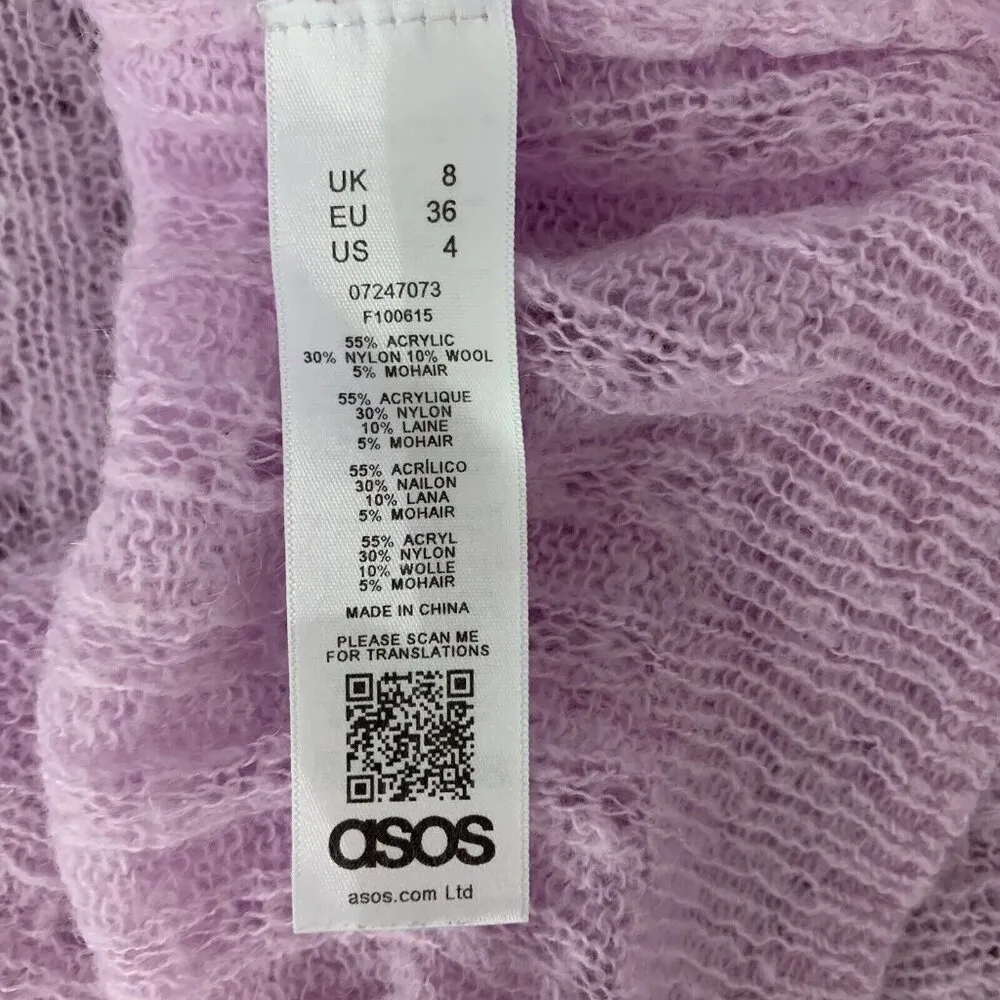 UK 8
EU 36
US 4
07247073
F100615
55% ACRYLIC
30% NYLON 10% WOOL
5% MOHAIR
55% ACRYLIQUE
30% NYLON
10% LAINE
5% MOHAIR
55% ACRÍLICO
30% NAILON
10% LANA
5% MOHAIR
55% ACRYL
30% NYLON
10% WOLLE
5% MOHAIR
MADE IN CHINA
PLEASE SCAN ME
FOR TRANSLATIONS
asos
asos.com Ltd